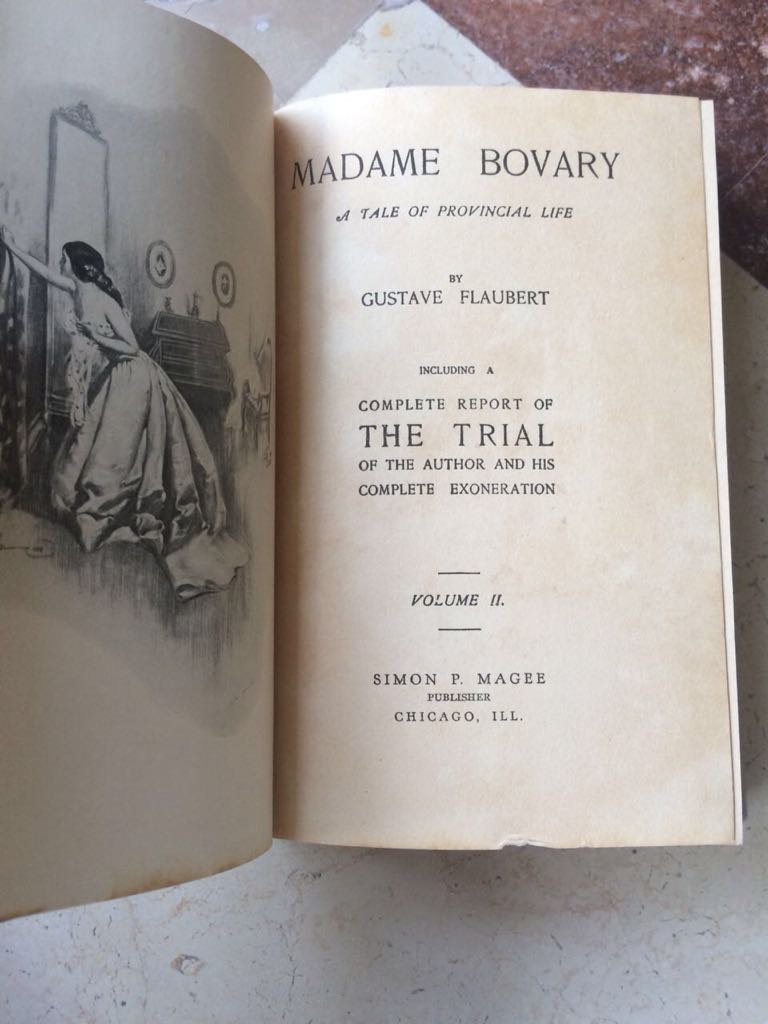 MADAME BOVARY
A TALE OF PROVINCIAL LIFE
BY
GUSTAVE FLAUBERT
INCLUDING A
COMPLETE REPORT OF
THE TRIAL
OF THE AUTHOR AND HIS
COMPLETE EXONERATION
VOLUME II.
SIMON P. MAGEE
PUBLISHER
CHICAGO, ILL.